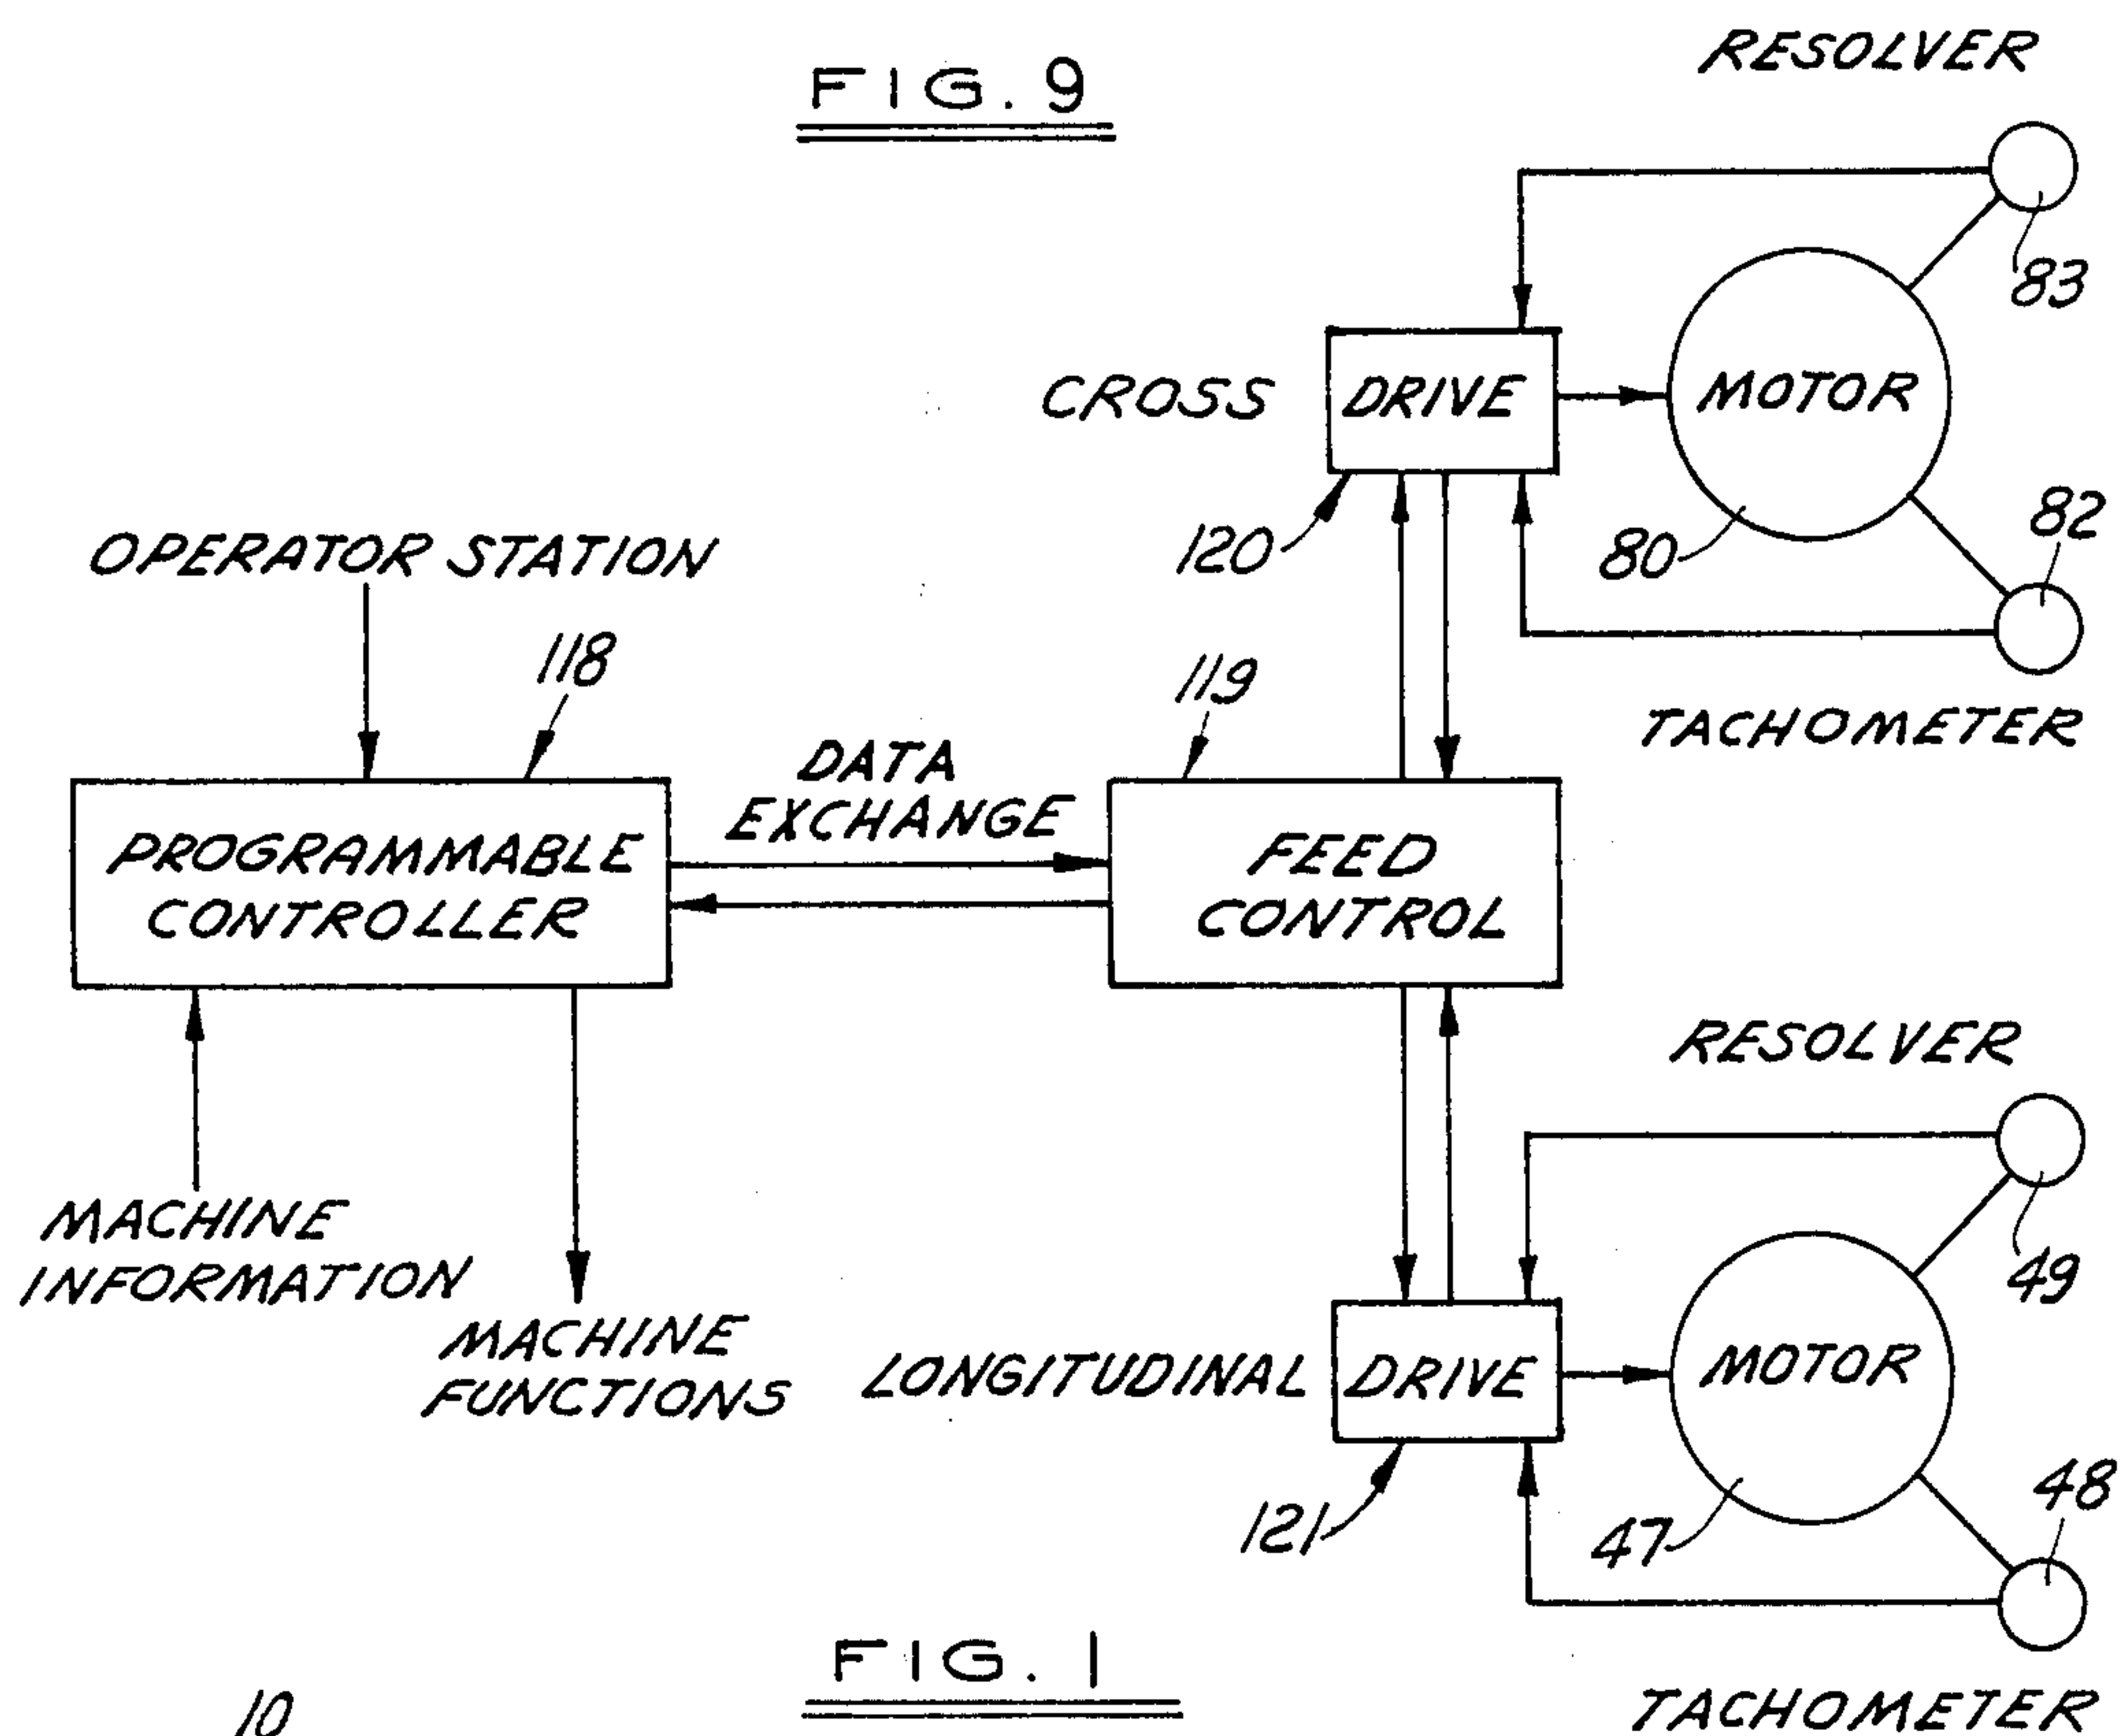 FIG. 9
RESOLVER
83
CROSS
DRIVE
MOTOR
120
80
82
TACHOMETER
OPERATOR STATION
118
119
DATA
EXCHANGE
PROGRAMMABLE
CONTROLLER
FEED
CONTROL
MACHINE
INFORMATION
MACHINE
FUNCTIONS
RESOLVER
49
LONGITUDINAL
DRIVE
MOTOR
121
47
48
TACHOMETER
FIG. 1
10